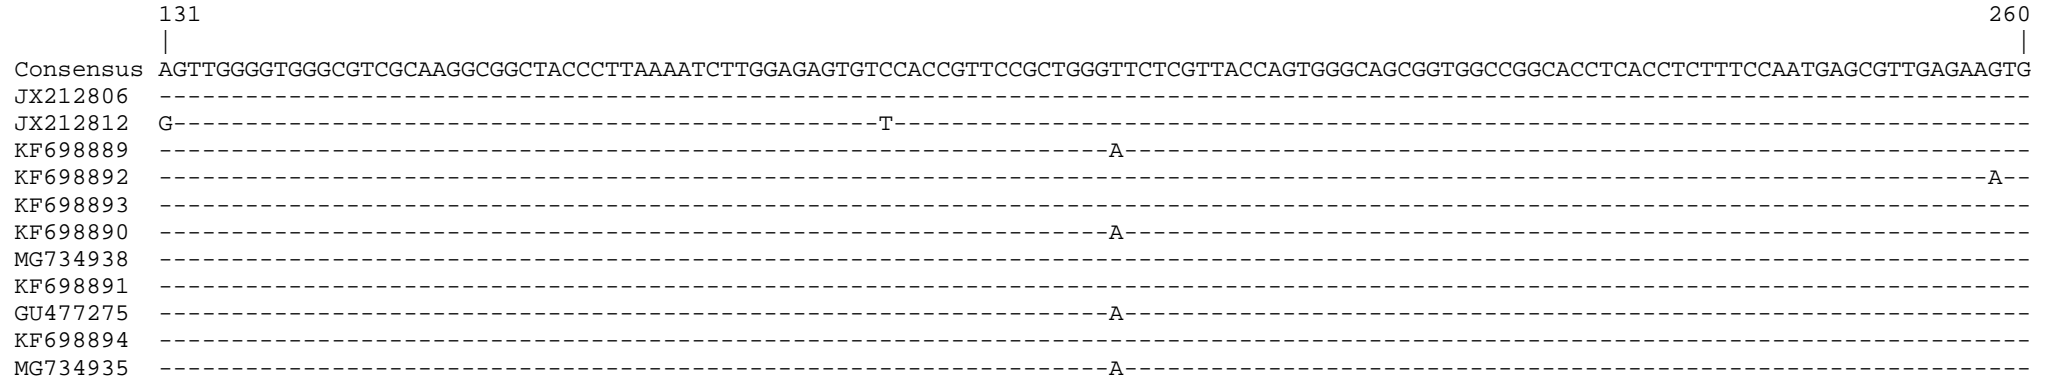 131 260
| |
Consensus AGTTGGGGTGGGCGTCGCAAGGCGGCTACCCTTAAAATCTTGGAGAGTGTCCACCGTTCCGCTGGGTTCTCGTTACCAGTGGGCAGCGGTGGCCGGCACCTCACCTCTTTCCAATGAGCGTTGAGAAGTG
JX212806 ----------------------------------------------------------------------------------------------------------------------------------
JX212812 G-------------------------------------------------T-------------------------------------------------------------------------------
KF698889 ------------------------------------------------------------------A---------------------------------------------------------------
KF698892 -------------------------------------------------------------------------------------------------------------------------------A--
KF698893 ----------------------------------------------------------------------------------------------------------------------------------
KF698890 ------------------------------------------------------------------A---------------------------------------------------------------
MG734938 ----------------------------------------------------------------------------------------------------------------------------------
KF698891 ----------------------------------------------------------------------------------------------------------------------------------
GU477275 ------------------------------------------------------------------A---------------------------------------------------------------
KF698894 ----------------------------------------------------------------------------------------------------------------------------------
MG734935 ------------------------------------------------------------------A---------------------------------------------------------------